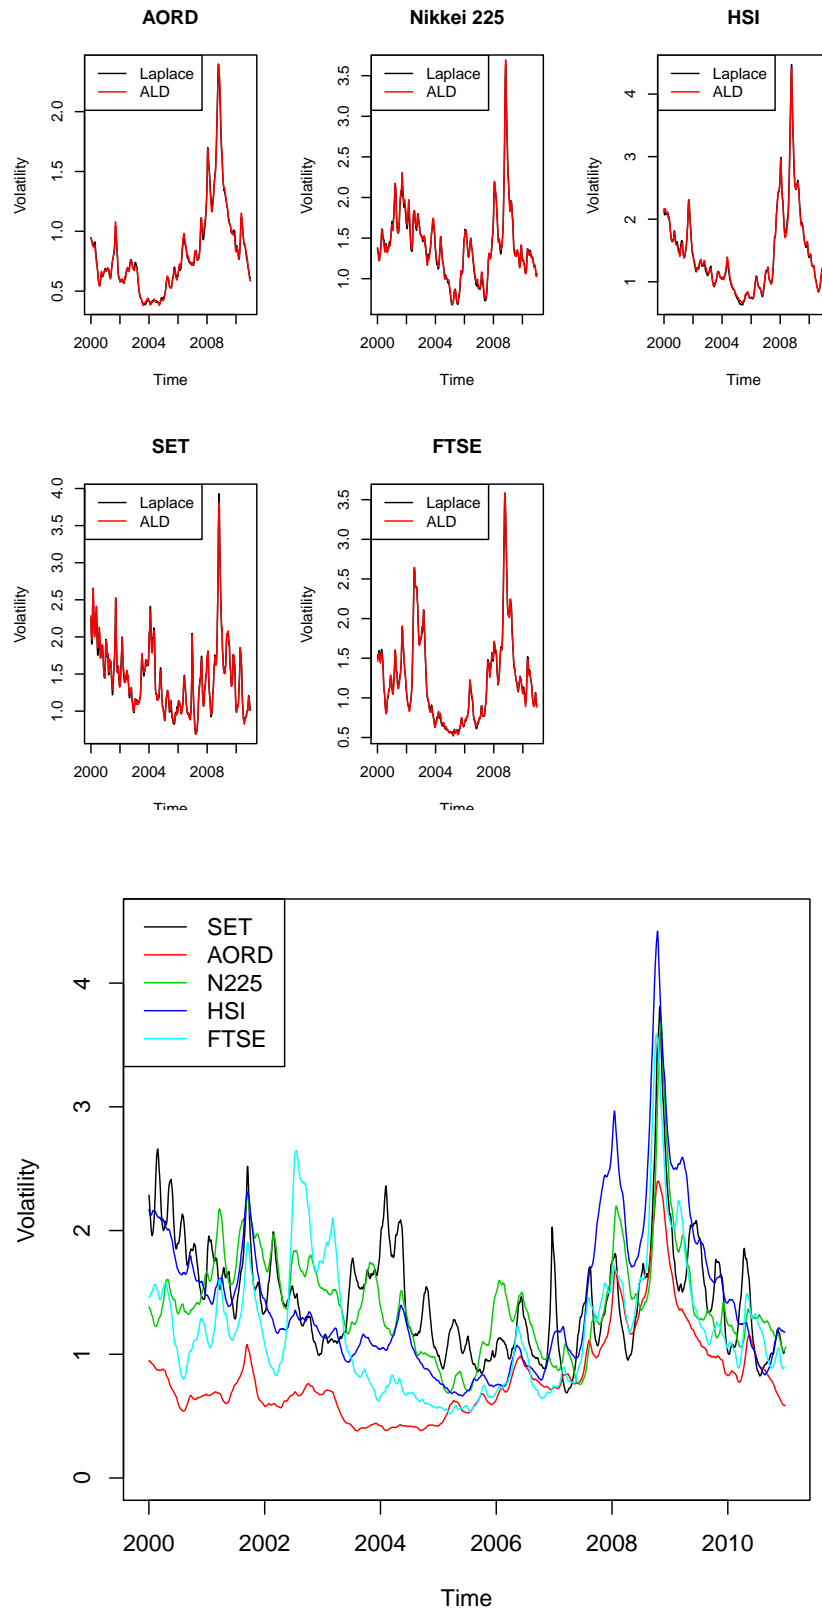 AORD
Laplace
ALD
Volatility
0.5 1.0 1.5 2.0
2000 2004 2008
Time
Nikkei 225
Laplace
ALD
Volatility
1.0 1.5 2.0 2.5 3.0 3.5
2000 2004 2008
Time
HSI
Laplace
ALD
Volatility
1 2 3 4
2000 2004 2008
Time
SET
Laplace
ALD
Volatility
1.0 1.5 2.0 2.5 3.0 3.5 4.0
2000 2004 2008
Time
FTSE
Laplace
ALD
Volatility
0.5 1.0 1.5 2.0 2.5 3.0 3.5
2000 2004 2008
Time
SET
AORD
N225
HSI
FTSE
Volatility
0 1 2 3 4
2000 2002 2004 2006 2008 2010
Time